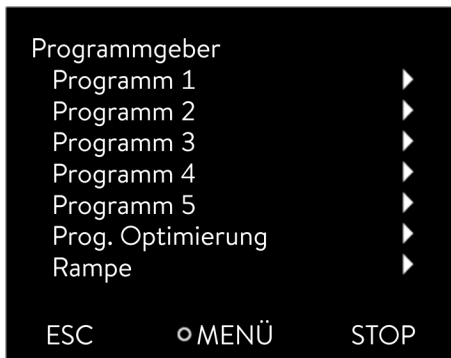 Programmgeber
Programm 1
Programm 2
Programm 3
Programm 4
Programm 5
Prog. Optimierung
Rampe
ESC MENÜ STOP